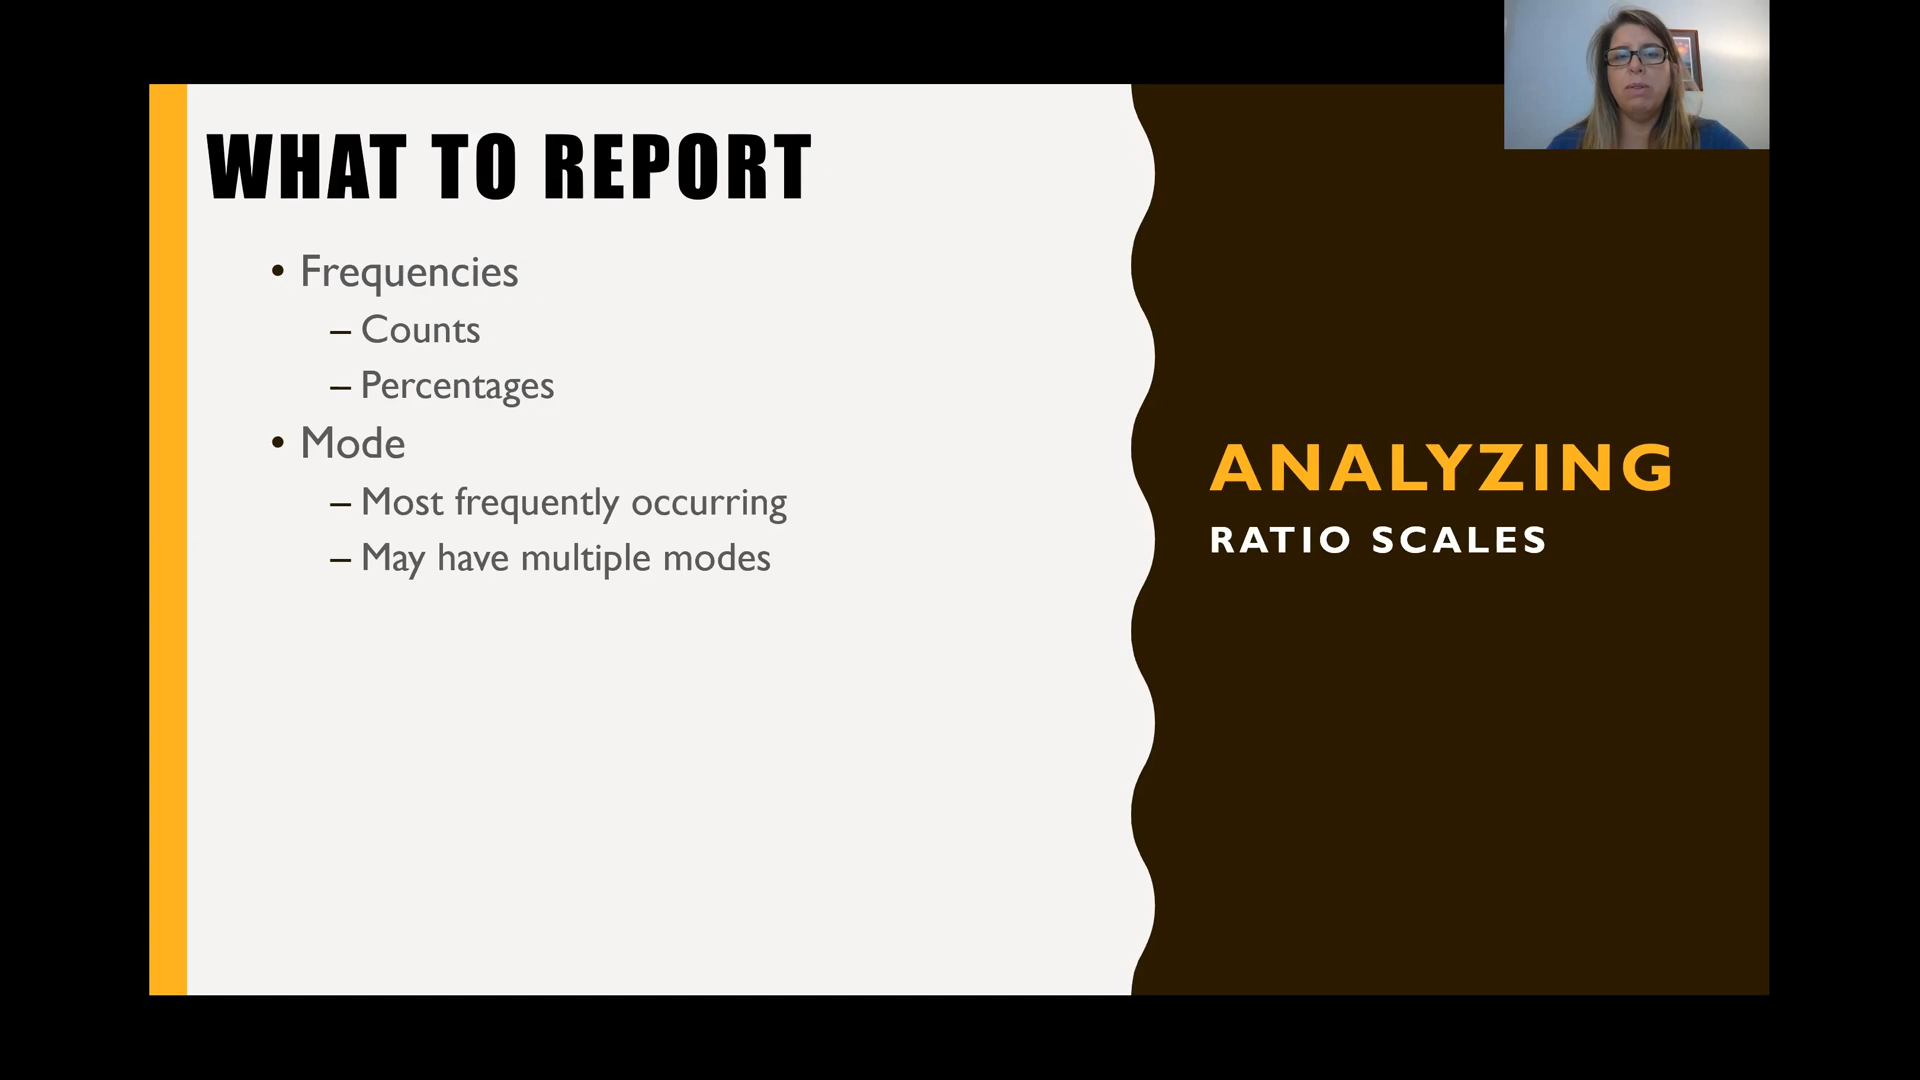 WHAT TO REPORT
• Frequencies
– Counts
– Percentages
• Mode
– Most frequently occurring
– May have multiple modes
ANALYZING
RATIO SCALES